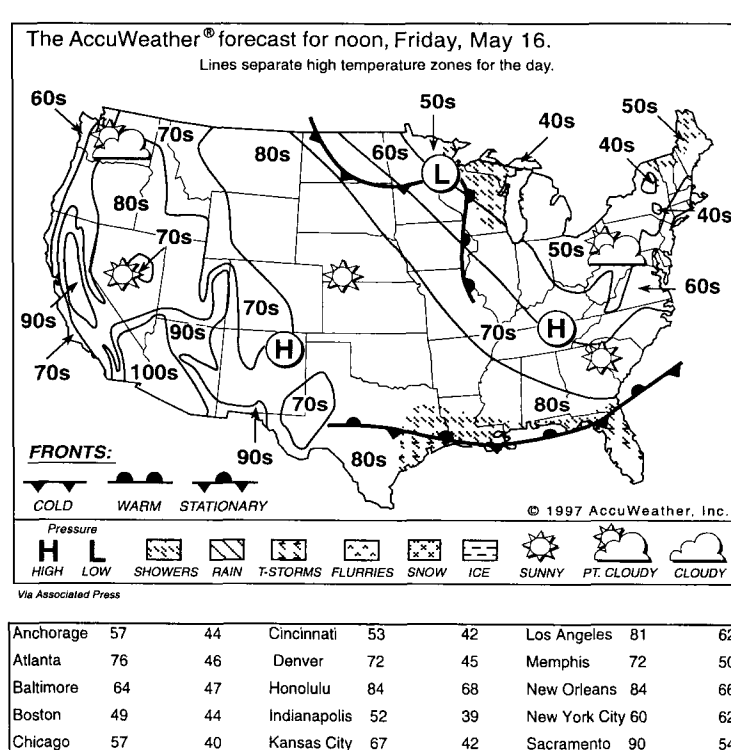 The AccuWeather® forecast for noon, Friday, May 16.
Lines separate high temperature zones for the day.
60s
70s
80s
60s
50s
40s
50s
40s
40s
80s
70s
50s
60s
90s
70s
90s
70s
100s
70s
80s
70s
90s
80s
L
H
H
FRONTS:
COLD WARM STATIONARY
© 1997 AccuWeather, Inc.
Pressure
H L
HIGH LOW SHOWERS RAIN T-STORMS FLURRIES SNOW ICE SUNNY PT. CLOUDY CLOUDY
Via Associated Press
Anchorage 57 44 Cincinnati 53 42 Los Angeles 81 62
Atlanta 76 46 Denver 72 45 Memphis 72 50
Baltimore 64 47 Honolulu 84 68 New Orleans 84 66
Boston 49 44 Indianapolis 52 39 New York City 60 62
Chicago 57 40 Kansas City 67 42 Sacramento 90 54